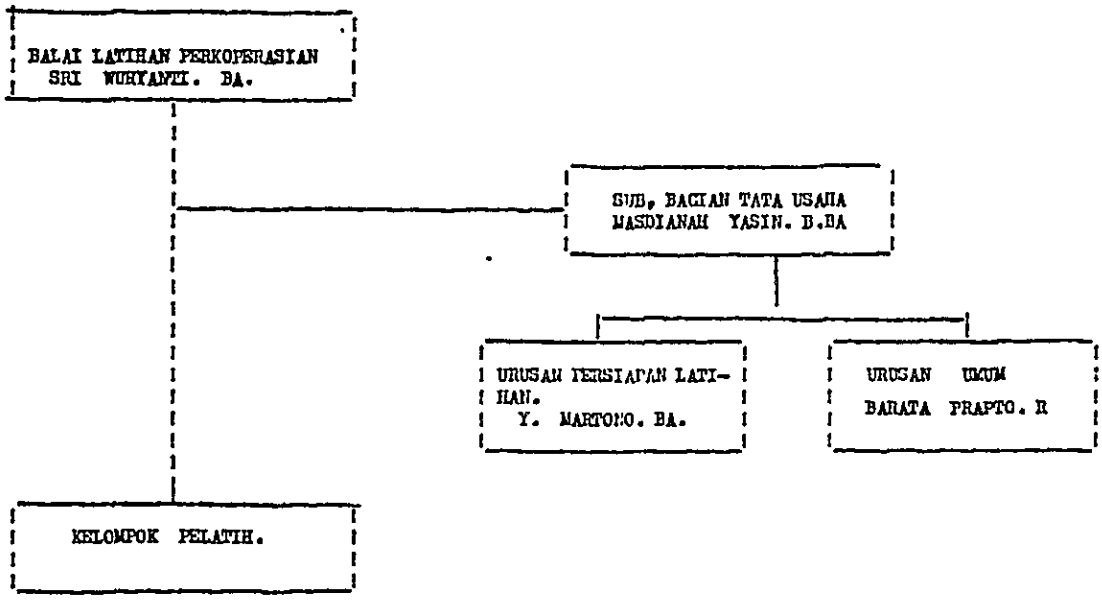 BALAI LATIHAN PERKOPERASIAN
SRI WURYANTI. BA.
SUB, BAGIAN TATA USAHA
MASDIANAH YASIN. B.BA
URUSAN PERSIAPAN LATI-
HAN.
Y. MARTONO. BA.
URUSAN UMUM
BARATA PRAPTO. R
KELOMPOK PELATIH.